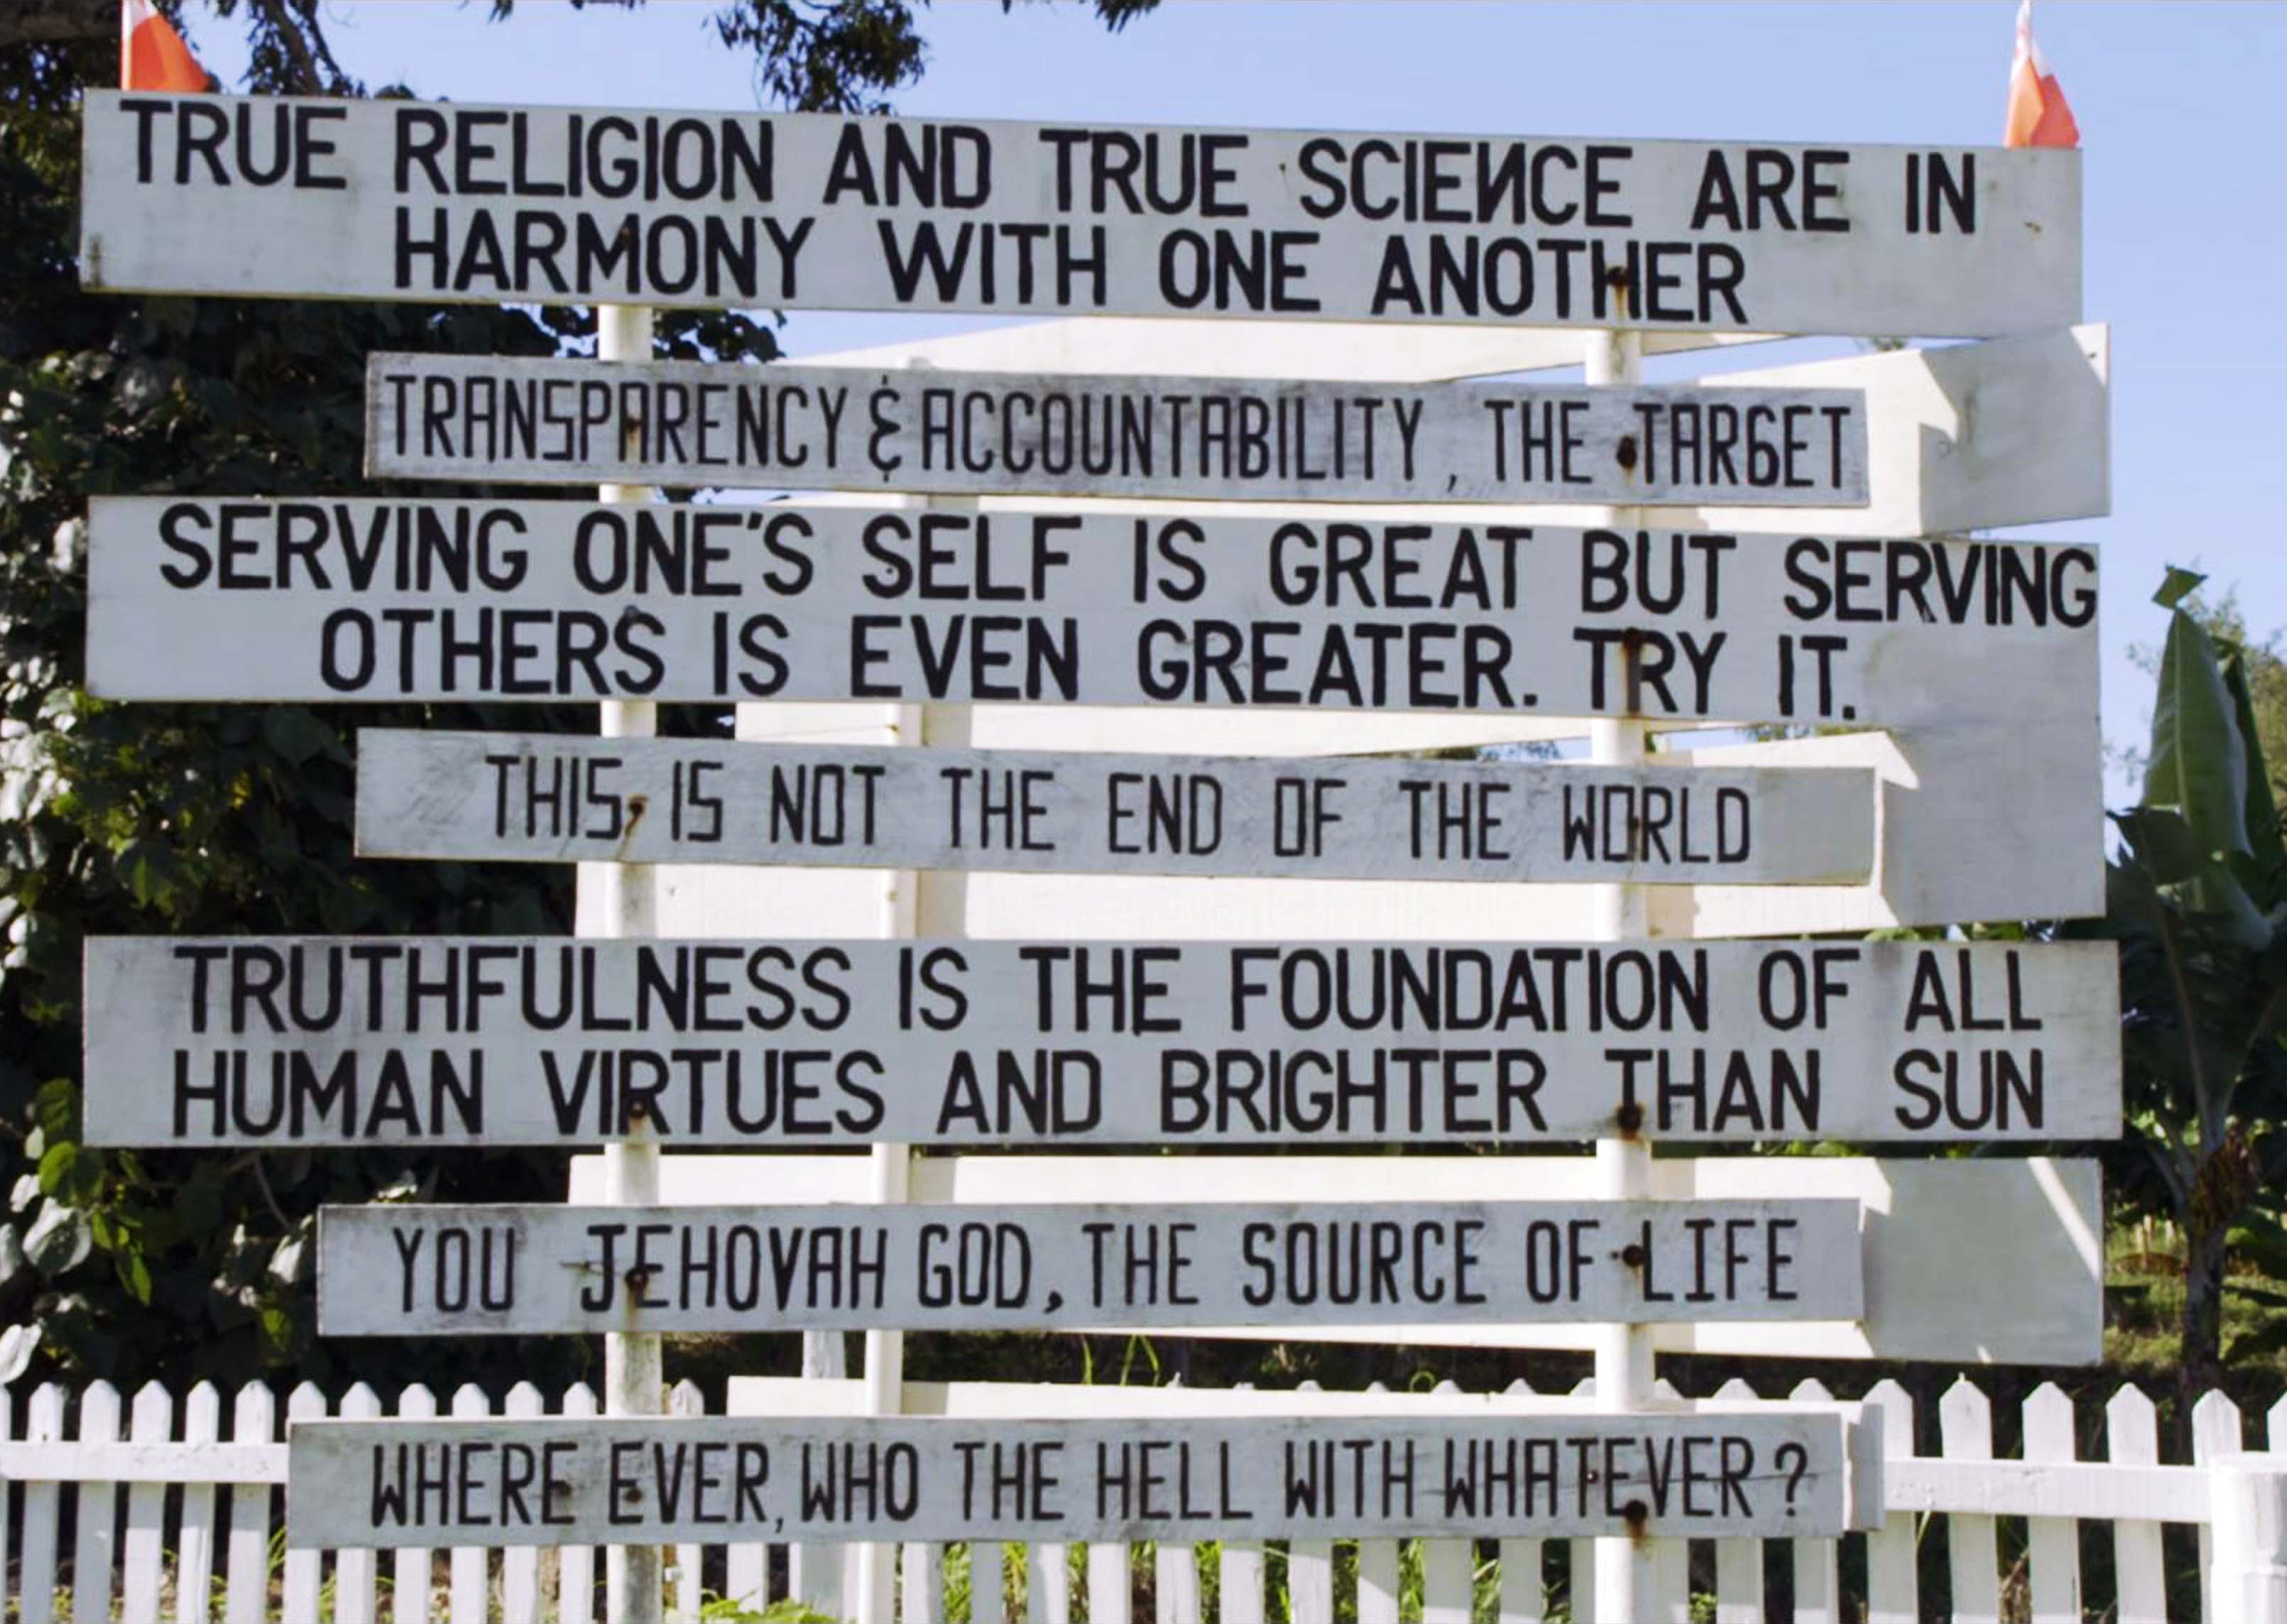 TRUE RELIGION AND TRUE SCIENCE ARE IN
HARMONY WITH ONE ANOTHER
TRANSPARENCY & ACCOUNTABILITY, THE TARGET
SERVING ONE'S SELF IS GREAT BUT SERVING
OTHERS IS EVEN GREATER. TRY IT.
THIS IS NOT THE END OF THE WORLD
TRUTHFULNESS IS THE FOUNDATION OF ALL
HUMAN VIRTUES AND BRIGHTER THAN SUN
YOU JEHOVAH GOD, THE SOURCE OF LIFE
WHERE EVER, WHO THE HELL WITH WHATEVER?